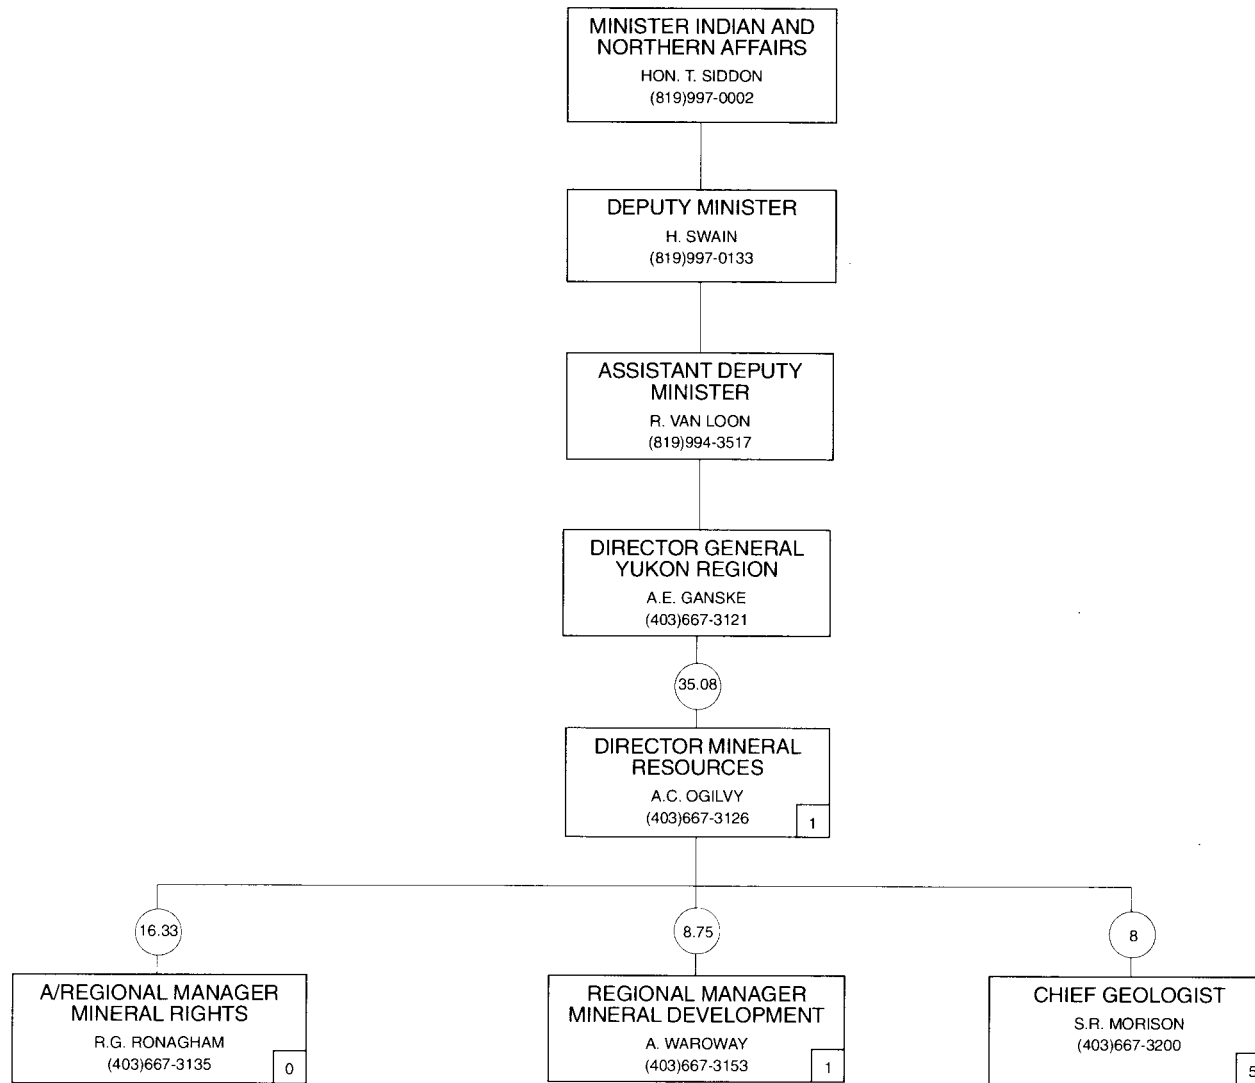 MINISTER INDIAN AND
NORTHERN AFFAIRS
HON. T. SIDDON
(819)997-0002
DEPUTY MINISTER
H. SWAIN
(819)997-0133
ASSISTANT DEPUTY
MINISTER
R. VAN LOON
(819)994-3517
DIRECTOR GENERAL
YUKON REGION
A.E. GANSKE
(403)667-3121
35.08
DIRECTOR MINERAL
RESOURCES
A.C. OGILVY
(403)667-3126
1
16.33
A/REGIONAL MANAGER
MINERAL RIGHTS
R.G. RONAGHAM
(403)667-3135
0
8.75
REGIONAL MANAGER
MINERAL DEVELOPMENT
A. WAROWAY
(403)667-3153
1
8
CHIEF GEOLOGIST
S.R. MORISON
(403)667-3200
5